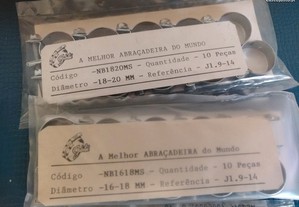 A MELHOR ABRAÇADEIRA DO MUNDO
Código -NB1820MS - Quantidade - 10 Peças
Diâmetro -18-20 MM - Referência - J1.9-14
A Melhor ABRAÇADEIRA do Mundo
Código -NB1618MS- Quantidade - 10 Peças
Diâmetro -16-18 MM - Referência - J1.9-14